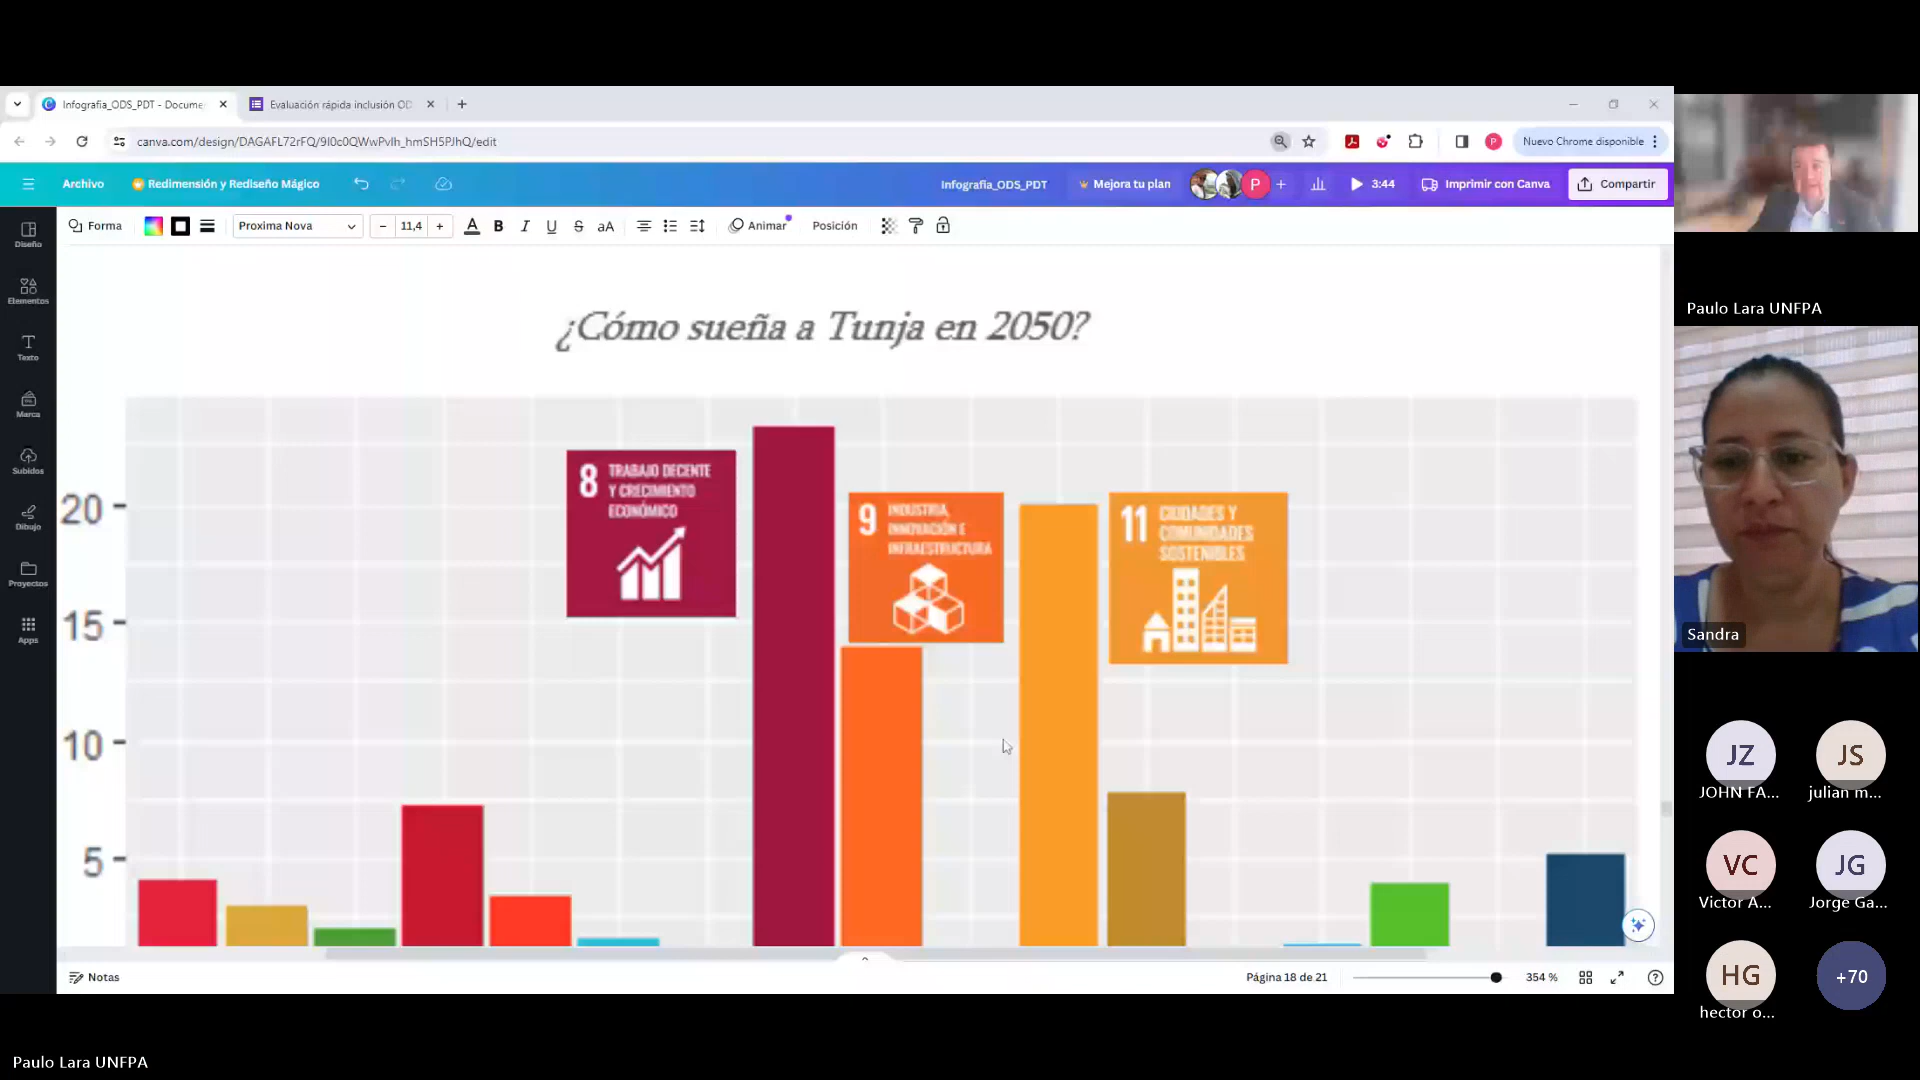 Infografía_ODS_PDT - Docume
Evaluación rápida inclusión OD
canva.com/design/DAGAFL72rFQ/9I0c0QWwPvIh_hmSH5PJhQ/edit
Nuevo Chrome disponible
Archivo
Redimensión y Rediseño Mágico
Infografía_ODS_PDT
Mejora tu plan
P
3:44
Imprimir con Canva
Compartir
Forma
Proxima Nova
11,4
A
B
I
U
S
aA
Animar
Posición
Diseño
Elementos
Texto
Marca
Subidos
Dibujo
Proyectos
Apps
¿Cómo sueña a Tunja en 2050?
8 TRABAJO DECENTE
Y CRECIMIENTO
ECONÓMICO
9 INDUSTRIA,
INNOVACIÓN E
INFRAESTRUCTURA
11 CIUDADES Y
COMUNIDADES
SOSTENIBLES
20
15
10
5
Notas
Página 18 de 21
354 %
Paulo Lara UNFPA
Sandra
JZ
JOHN FA...
JS
julian m...
VC
Victor A...
JG
Jorge Ga...
HG
hector o...
+70
Paulo Lara UNFPA